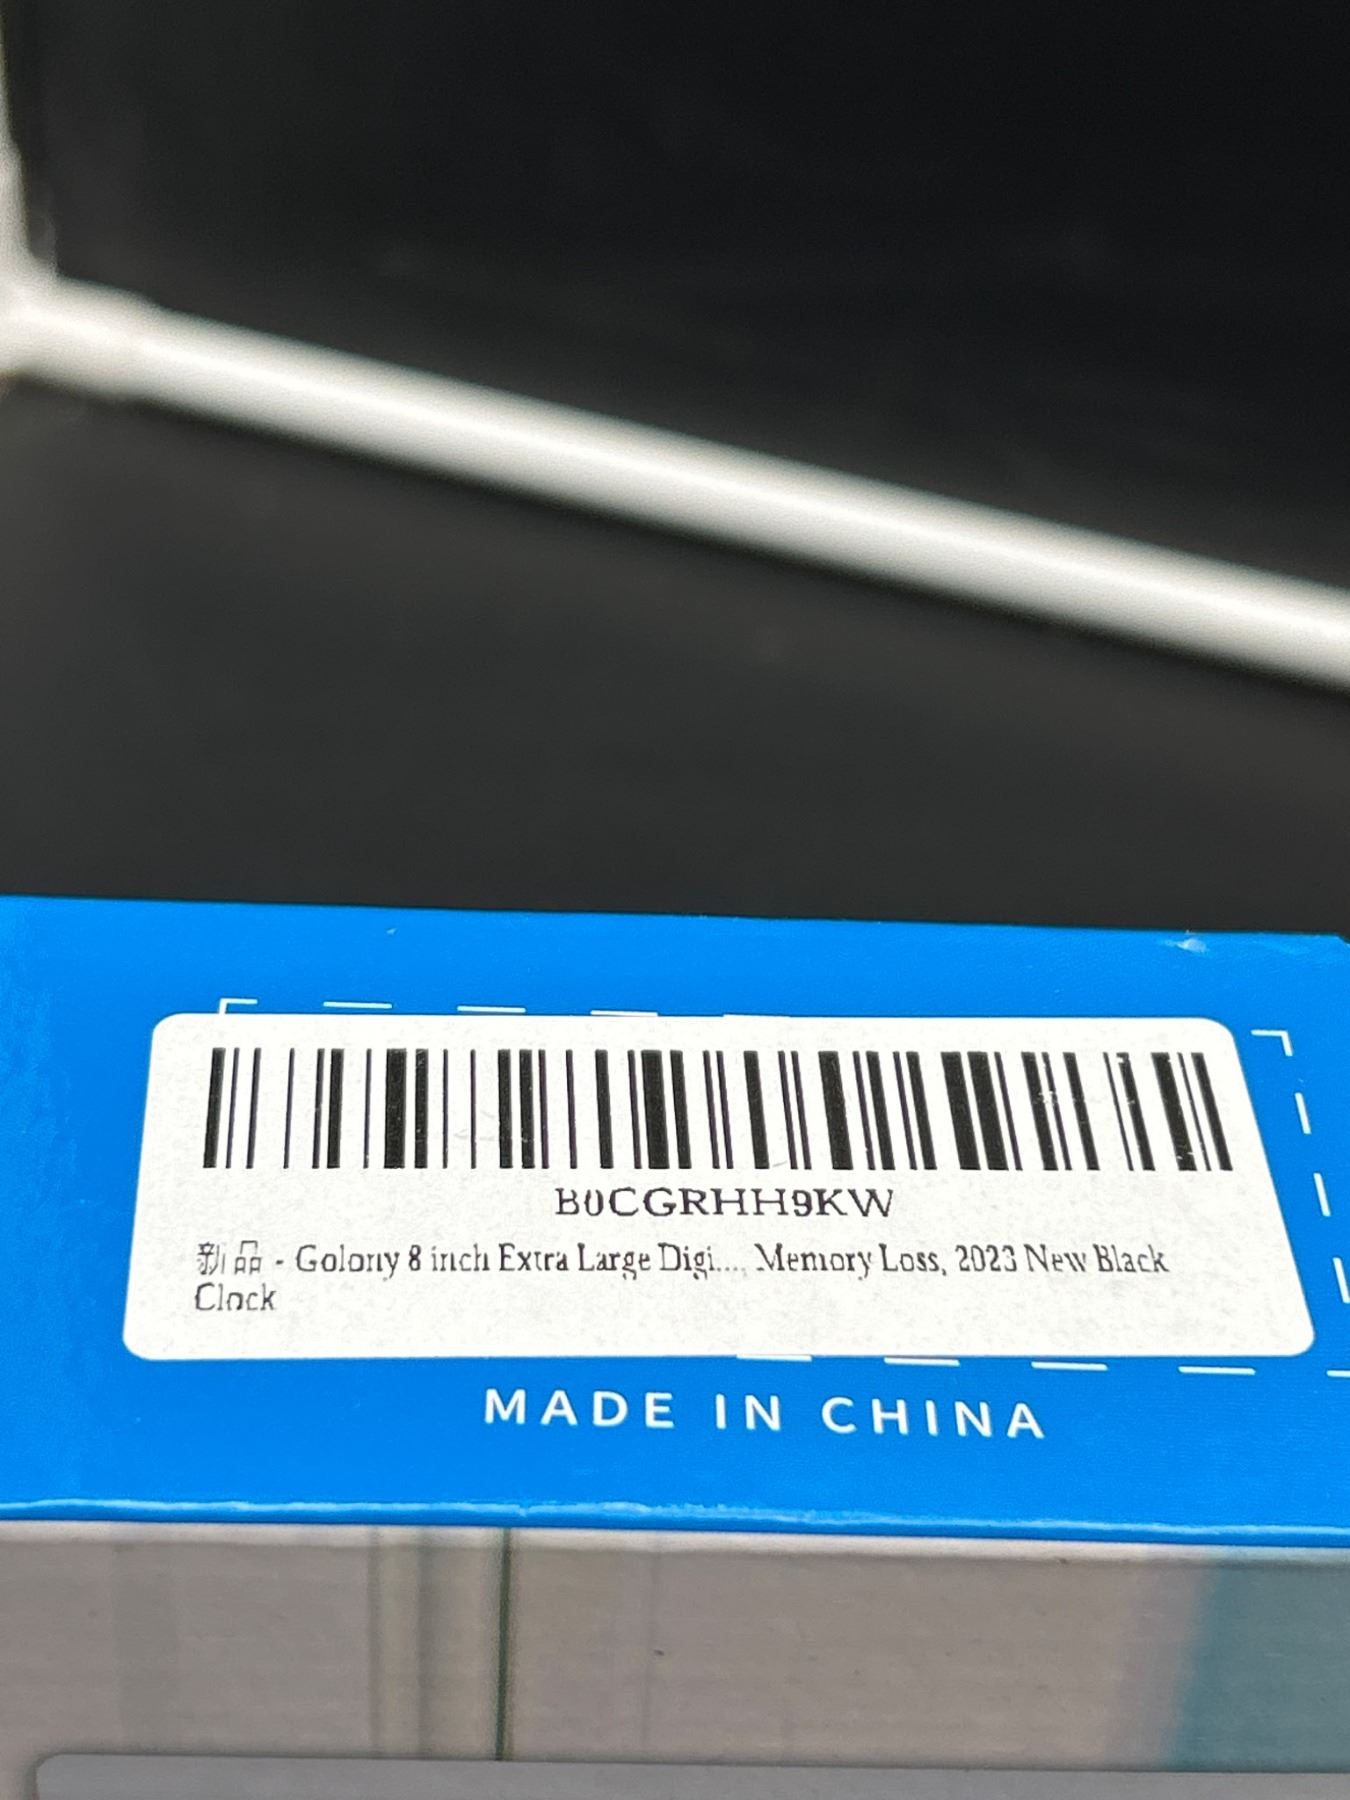 B0CGRHH9KW
新品 - Golony 8 inch Extra Large Digi..., Memory Loss, 2023 New Black
Clock
MADE IN CHINA